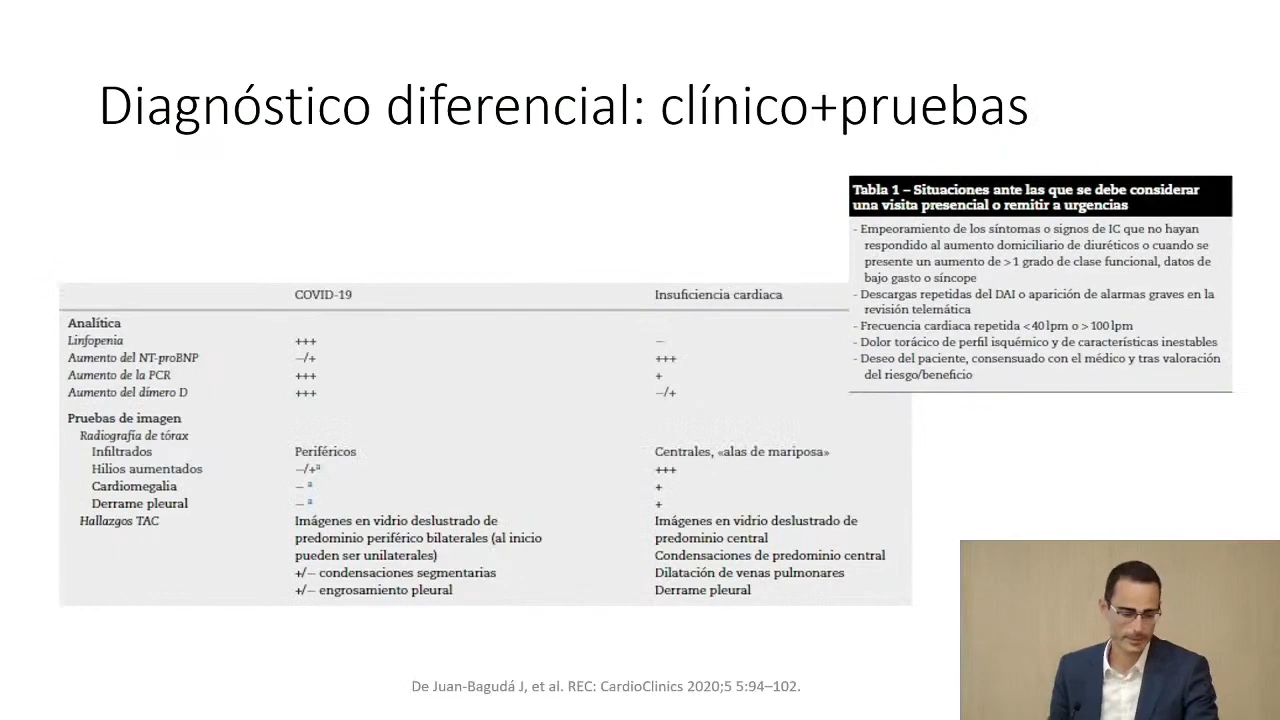 Diagnóstico diferencial: clínico+pruebas
Tabla 1 – Situaciones ante las que se debe considerar
una visita presencial o remitir a urgencias
- Empeoramiento de los síntomas o signos de IC que no hayan
respondido al aumento domiciliario de diuréticos o cuando se
presente un aumento de >1 grado de clase funcional, datos de
bajo gasto o síncope
- Descargas repetidas del DAI o aparición de alarmas graves en la
revisión telemática
- Frecuencia cardiaca repetida <40 lpm o >100 lpm
- Dolor torácico de perfil isquémico y de características inestables
- Deseo del paciente, consensuado con el médico y tras valoración
del riesgo/beneficio
COVID-19 Insuficiencia cardiaca
Analítica
Linfopenia +++ –
Aumento del NT-proBNP –/+ +++
Aumento de la PCR +++ +
Aumento del dímero D +++ –/+
Pruebas de imagen
Radiografía de tórax
Infiltrados Periféricos Centrales, «alas de mariposa»
Hilios aumentados –/+ª +++
Cardiomegalia – ª +
Derrame pleural – ª +
Hallazgos TAC Imágenes en vidrio deslustrado de Imágenes en vidrio deslustrado de
predominio periférico bilaterales (al inicio predominio central
pueden ser unilaterales) Condensaciones de predominio central
+/– condensaciones segmentarias Dilatación de venas pulmonares
+/– engrosamiento pleural Derrame pleural
De Juan-Bagudá J, et al. REC: CardioClinics 2020;5 5:94–102.